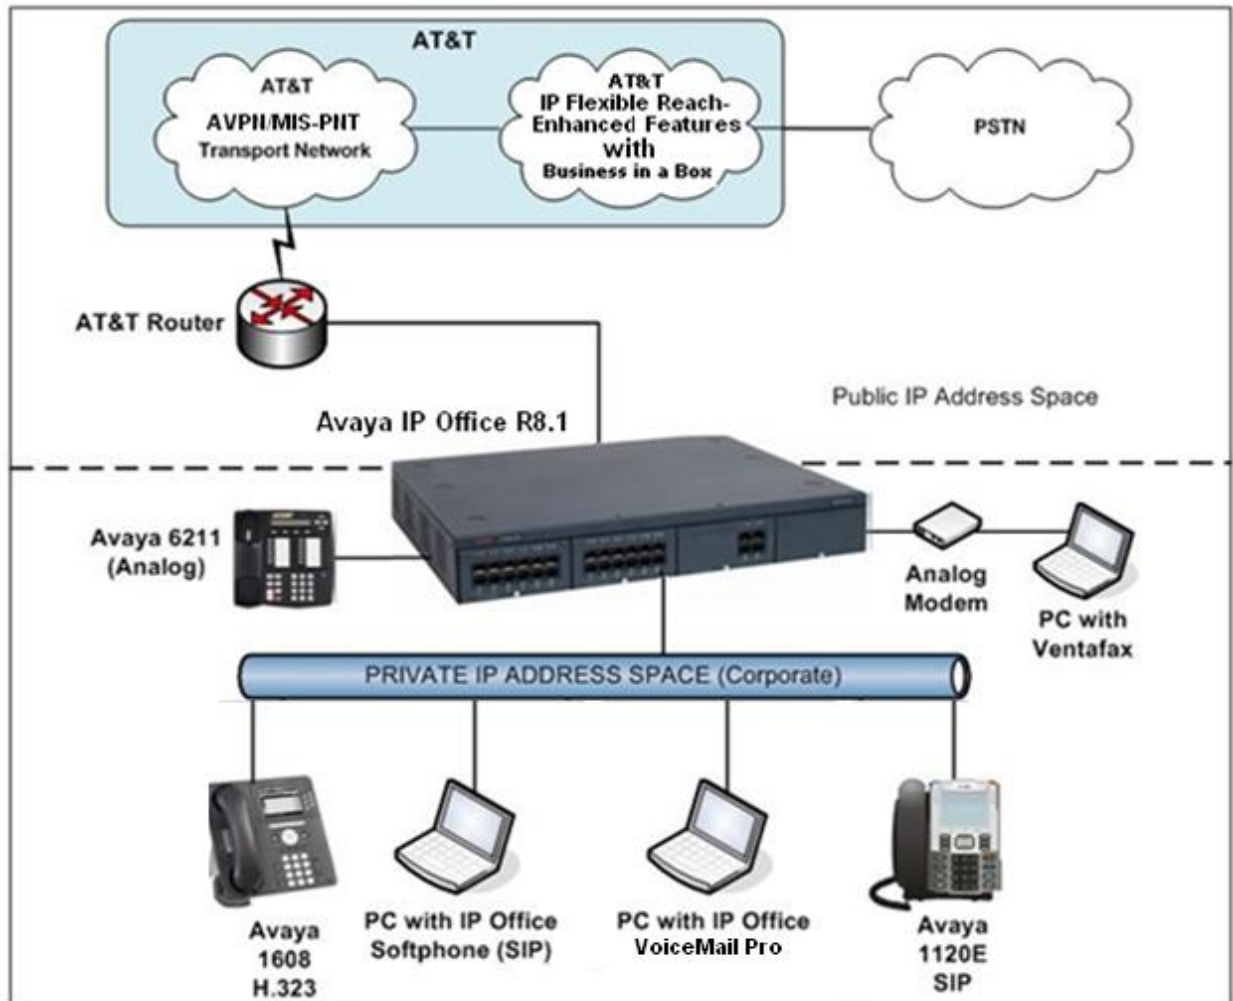 AT&T
AT&T
AVPN/MIS-PNT
Transport Network
AT&T
IP Flexible Reach-
Enhanced Features
with
Business in a Box
PSTN
AT&T Router
Public IP Address Space
Avaya IP Office R8.1
Avaya 6211
(Analog)
Analog
Modem
PC with
Ventafax
PRIVATE IP ADDRESS SPACE (Corporate)
Avaya
1608
H.323
PC with IP Office
Softphone (SIP)
PC with IP Office
VoiceMail Pro
Avaya
1120E
SIP